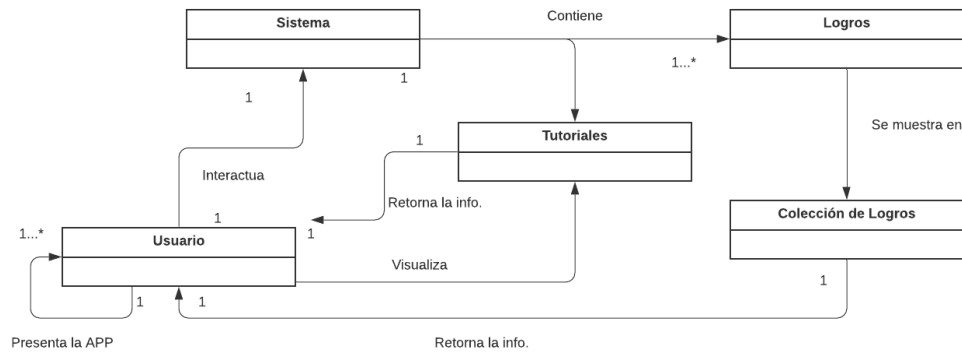 Contiene
Sistema
Logros
1
1...*
1
Se muestra en
Tutoriales
1
Interactua
Retorna la info.
Colección de Logros
1
1
1...*
Usuario
Visualiza
1
1
1
Presenta la APP
Retorna la info.